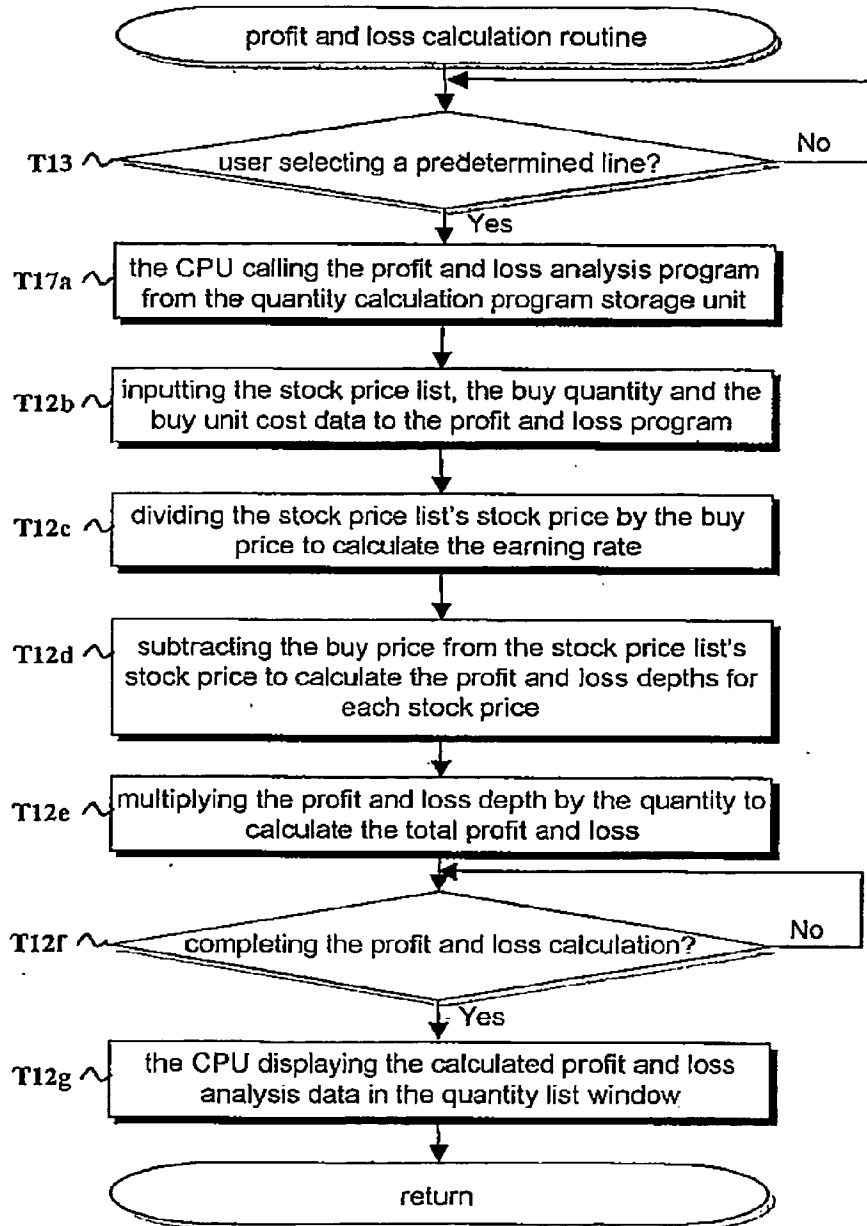 profit and loss calculation routine
T13
user selecting a predetermined line?
No
Yes
T17a
the CPU calling the profit and loss analysis program
from the quantity calculation program storage unit
T12b
inputting the stock price list, the buy quantity and the
buy unit cost data to the profit and loss program
T12c
dividing the stock price list's stock price by the buy
price to calculate the earning rate
T12d
subtracting the buy price from the stock price list's
stock price to calculate the profit and loss depths for
each stock price
T12e
multiplying the profit and loss depth by the quantity to
calculate the total profit and loss
T12f
completing the profit and loss calculation?
No
Yes
T12g
the CPU displaying the calculated profit and loss
analysis data in the quantity list window
return